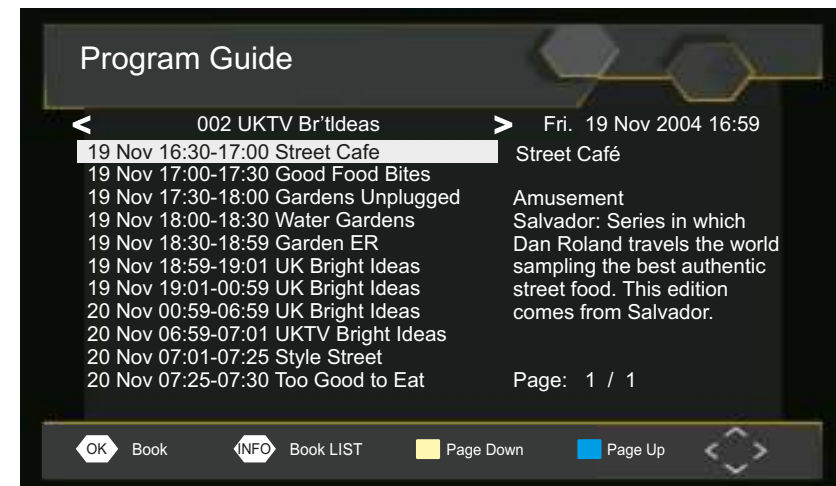 Program Guide
< 002 UKTV Br'tIdeas > Fri. 19 Nov 2004 16:59
19 Nov 16:30-17:00 Street Cafe
19 Nov 17:00-17:30 Good Food Bites
19 Nov 17:30-18:00 Gardens Unplugged
19 Nov 18:00-18:30 Water Gardens
19 Nov 18:30-18:59 Garden ER
19 Nov 18:59-19:01 UK Bright Ideas
19 Nov 19:01-00:59 UK Bright Ideas
20 Nov 00:59-06:59 UK Bright Ideas
20 Nov 06:59-07:01 UKTV Bright Ideas
20 Nov 07:01-07:25 Style Street
20 Nov 07:25-07:30 Too Good to Eat
Street Café
Amusement
Salvador: Series in which
Dan Roland travels the world
sampling the best authentic
street food. This edition
comes from Salvador.
Page: 1 / 1
OK Book INFO Book LIST Page Down Page Up